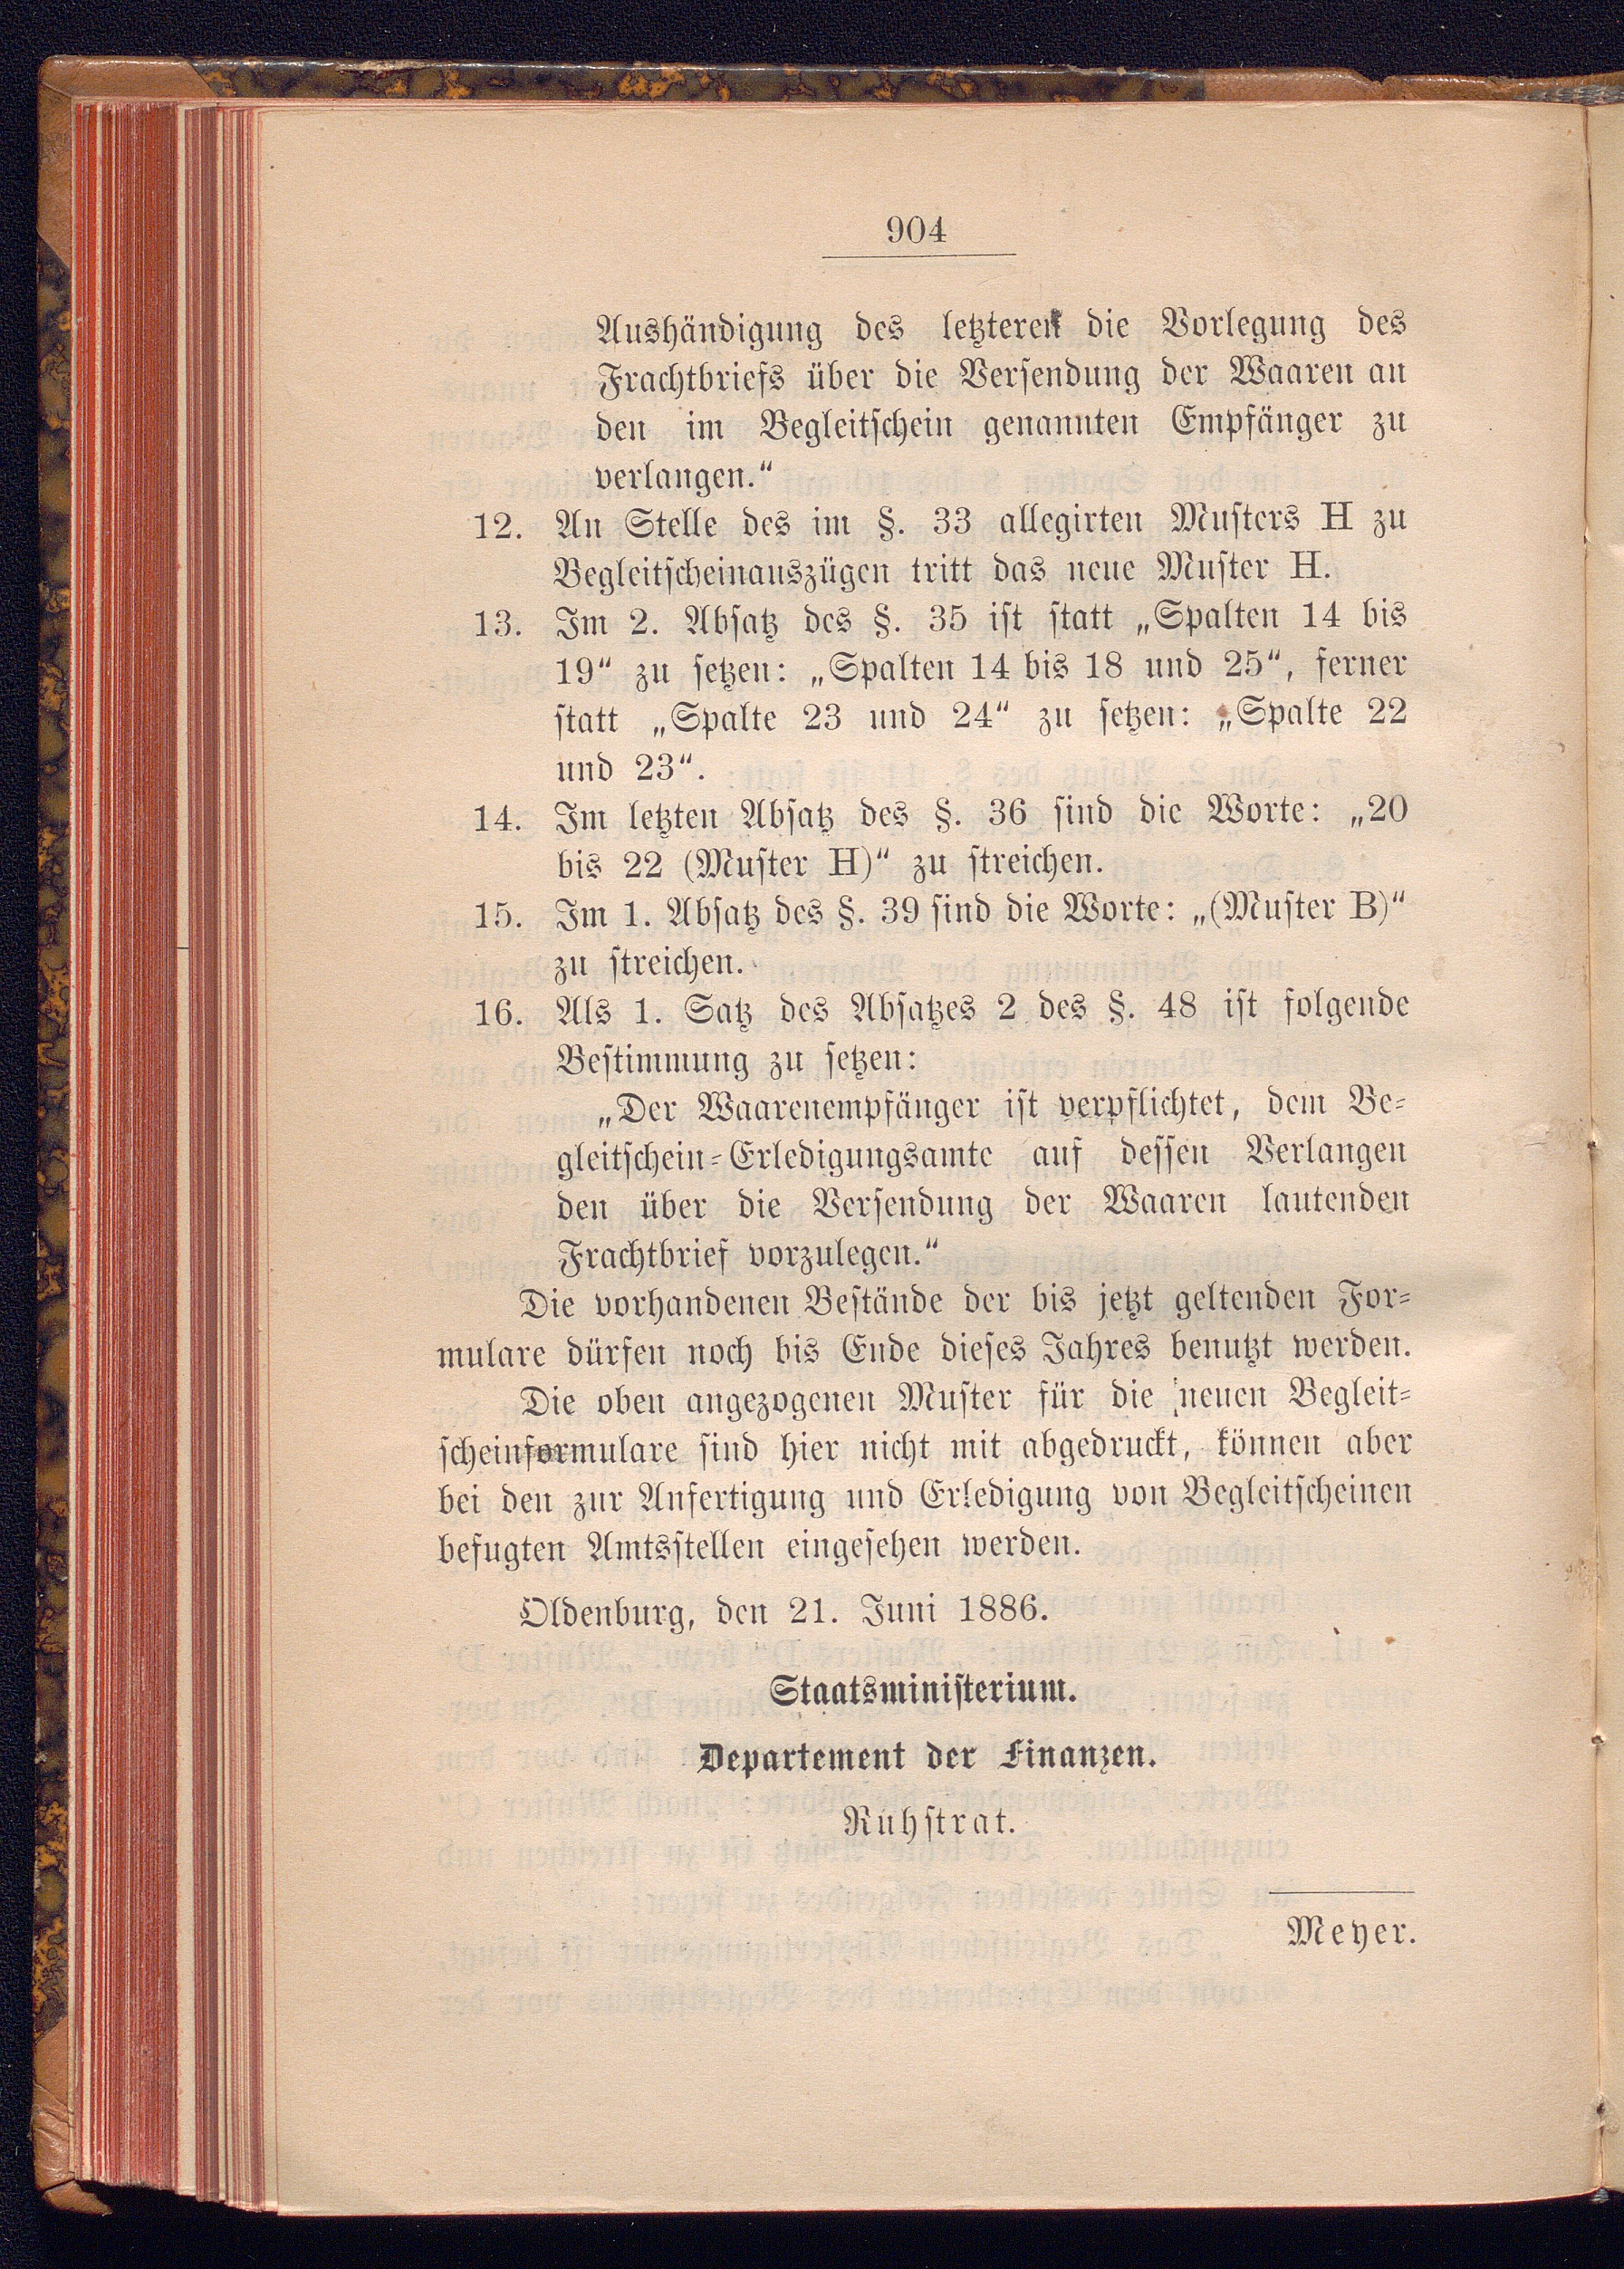 904
Aushändigung des letzteren die Vorlegung des
Frachtbriefs über die Versendung der Waaren an
den im Begleitschein genannten Empfänger zu
verlangen.“
12. An Stelle des im §. 33 allegirten Musters H zu
Begleitscheinauszügen tritt das neue Muster H.
13. Im 2. Absatz des §. 35 ist statt „Spalten 14 bis
19“ zu setzen: „Spalten 14 bis 18 und 25“, ferner
statt „Spalte 23 und 24“ zu setzen: „Spalte 22
und 23“.
14. Im letzten Absatz des §. 36 sind die Worte: „20
bis 22 (Muster H)“ zu streichen.
15. Im 1. Absatz des §. 39 sind die Worte: „(Muster B)“
zu streichen.
16. Als 1. Satz des Absatzes 2 des §. 48 ist folgende
Bestimmung zu setzen:
„Der Waarenempfänger ist verpflichtet, dem Be-
gleitschein-Erledigungsamte auf dessen Verlangen
den über die Versendung der Waaren lautenden
Frachtbrief vorzulegen.“
Die vorhandenen Bestände der bis jetzt geltenden For-
mulare dürfen noch bis Ende dieses Jahres benutzt werden.
Die oben angezogenen Muster für die neuen Begleit-
scheinformulare sind hier nicht mit abgedruckt, können aber
bei den zur Anfertigung und Erledigung von Begleitscheinen
befugten Amtsstellen eingesehen werden.
Oldenburg, den 21. Juni 1886.
Staatsministerium.
Departement der Finanzen.
Ruhstrat.
Meyer.